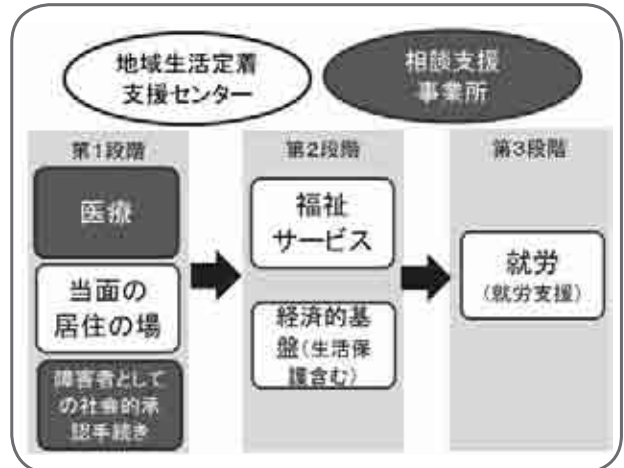 地域生活定着
支援センター
相談支援
事業所
第1段階
医療
当面の
居住の場
障害者として
の社会的承
認手続き
第2段階
福祉
サービス
経済的基
盤(生活保
護含む)
第3段階
就労
(就労支援)